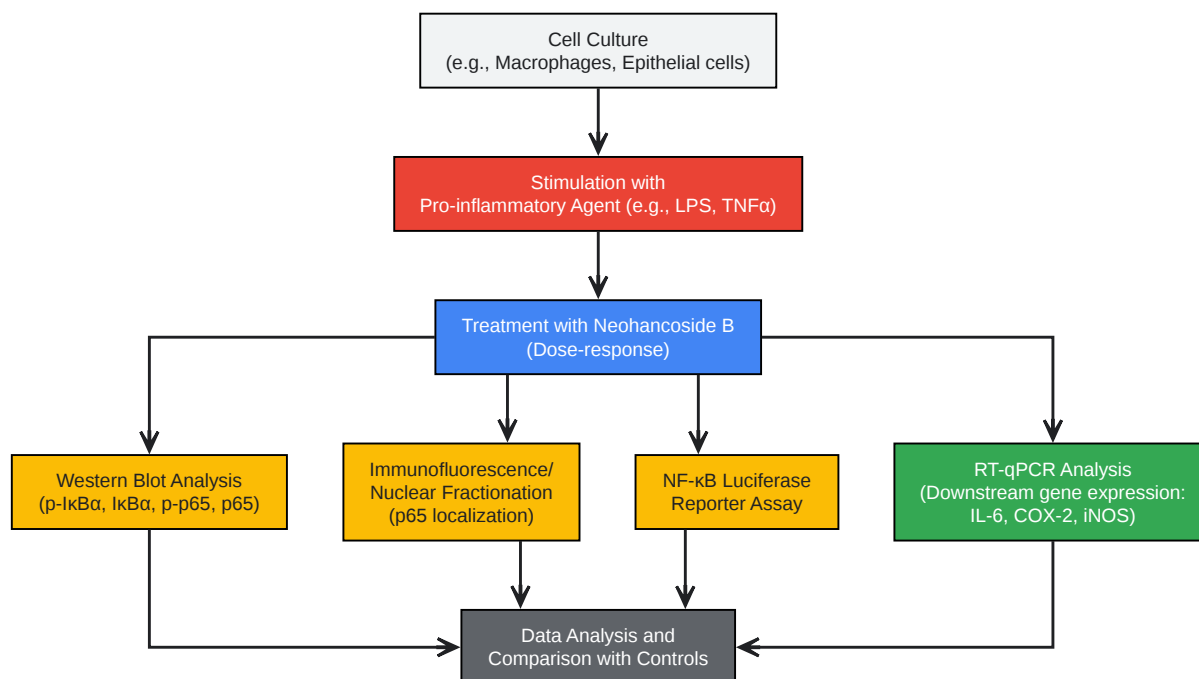 Cell Culture
(e.g., Macrophages, Epithelial cells)
Stimulation with
Pro-inflammatory Agent (e.g., LPS, TNFα)
Treatment with Neohancoside B
(Dose-response)
Western Blot Analysis
(p-IκBα, IκBα, p-p65, p65)
Immunofluorescence/
Nuclear Fractionation
(p65 localization)
NF-κB Luciferase
Reporter Assay
RT-qPCR Analysis
(Downstream gene expression:
IL-6, COX-2, iNOS)
Data Analysis and
Comparison with Controls